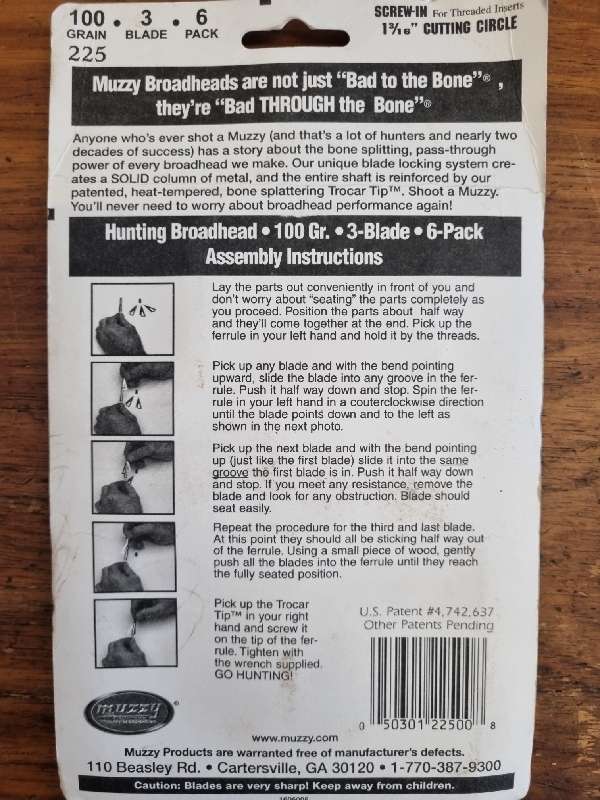 100 • 3 • 6
GRAIN BLADE PACK
225
SCREW-IN For Threaded Inserts
1 3/16" CUTTING CIRCLE
Muzzy Broadheads are not just “Bad to the Bone”® ,
they’re “Bad THROUGH the Bone”®
Anyone who's ever shot a Muzzy (and that's a lot of hunters and nearly two
decades of success) has a story about the bone splitting, pass-through
power of every broadhead we make. Our unique blade locking system cre-
ates a SOLID column of metal, and the entire shaft is reinforced by our
patented, heat-tempered, bone splattering Trocar Tip™. Shoot a Muzzy.
You'll never need to worry about broadhead performance again!
Hunting Broadhead • 100 Gr. • 3-Blade • 6-Pack
Assembly Instructions
Lay the parts out conveniently in front of you and
don't worry about “seating” the parts completely as
you proceed. Position the parts about half way
and they'll come together at the end. Pick up the
ferrule in your left hand and hold it by the threads.
Pick up any blade and with the bend pointing
upward, slide the blade into any groove in the fer-
rule. Push it half way down and stop. Spin the fer-
rule in your left hand in a couterclockwise direction
until the blade points down and to the left as
shown in the next photo.
Pick up the next blade and with the bend pointing
up (just like the first blade) slide it into the same
groove the first blade is in. Push it half way down
and stop. If you meet any resistance, remove the
blade and look for any obstruction. Blade should
seat easily.
Repeat the procedure for the third and last blade.
At this point they should all be sticking half way out
of the ferrule. Using a small piece of wood, gently
push all the blades into the ferrule until they reach
the fully seated position.
Pick up the Trocar
Tip™ in your right
hand and screw it
on the tip of the fer-
rule. Tighten with
the wrench supplied.
GO HUNTING!
U.S. Patent #4,742,637
Other Patents Pending
0 50301 22500 8
muzzy®
www.muzzy.com
Muzzy Products are warranted free of manufacturer's defects.
110 Beasley Rd. • Cartersville, GA 30120 • 1-770-387-9300
Caution: Blades are very sharp! Keep away from children.